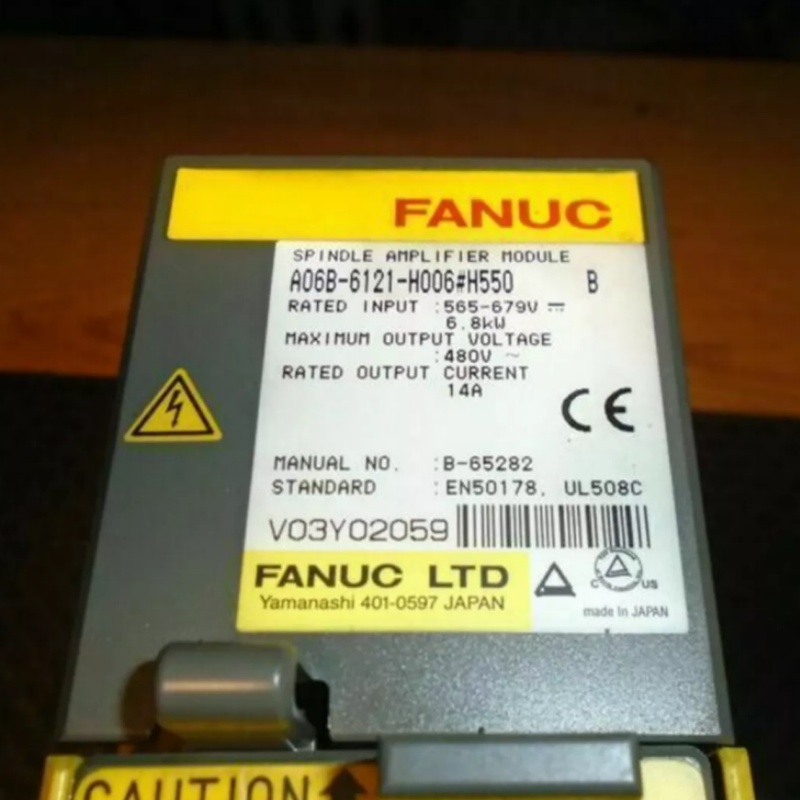 FANUC
SPINDLE AMPLIFIER MODULE
A06B-6121-H006#H550 B
RATED INPUT :565-679V ⎓
6.8kW
MAXIMUM OUTPUT VOLTAGE
:480V ~
RATED OUTPUT CURRENT
14A
CE
MANUAL NO. :B-65282
STANDARD :EN50178, UL508C
V03Y02059
FANUC LTD
Yamanashi 401-0597 JAPAN
C US
made In JAPAN
CAUTION